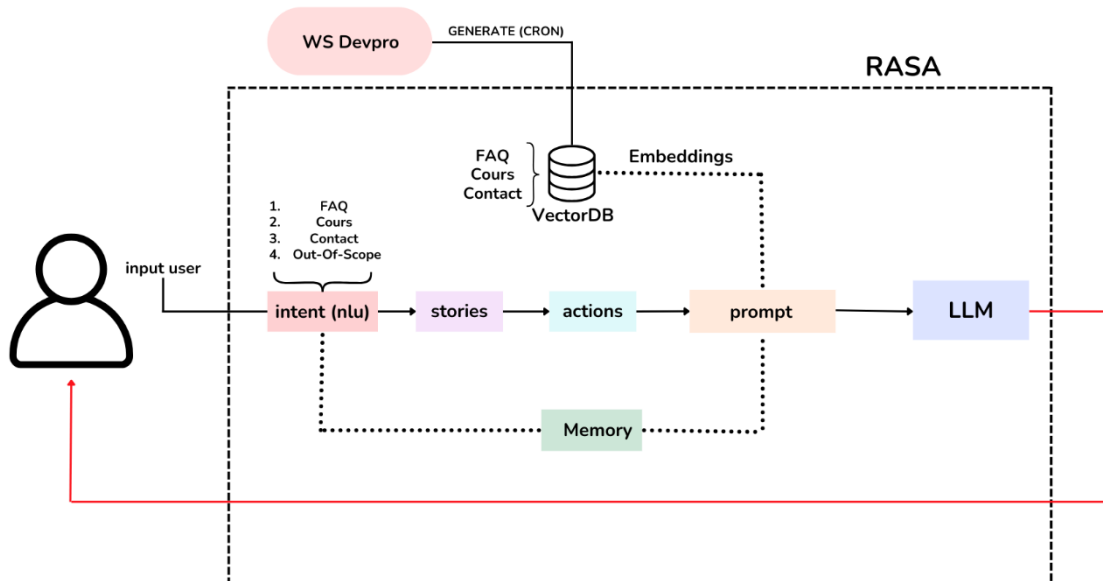 WS Devpro
GENERATE (CRON)
RASA
FAQ
Cours
Contact
Embeddings
VectorDB
1. FAQ
2. Cours
3. Contact
4. Out-Of-Scope
input user
intent (nlu)
stories
actions
prompt
LLM
Memory